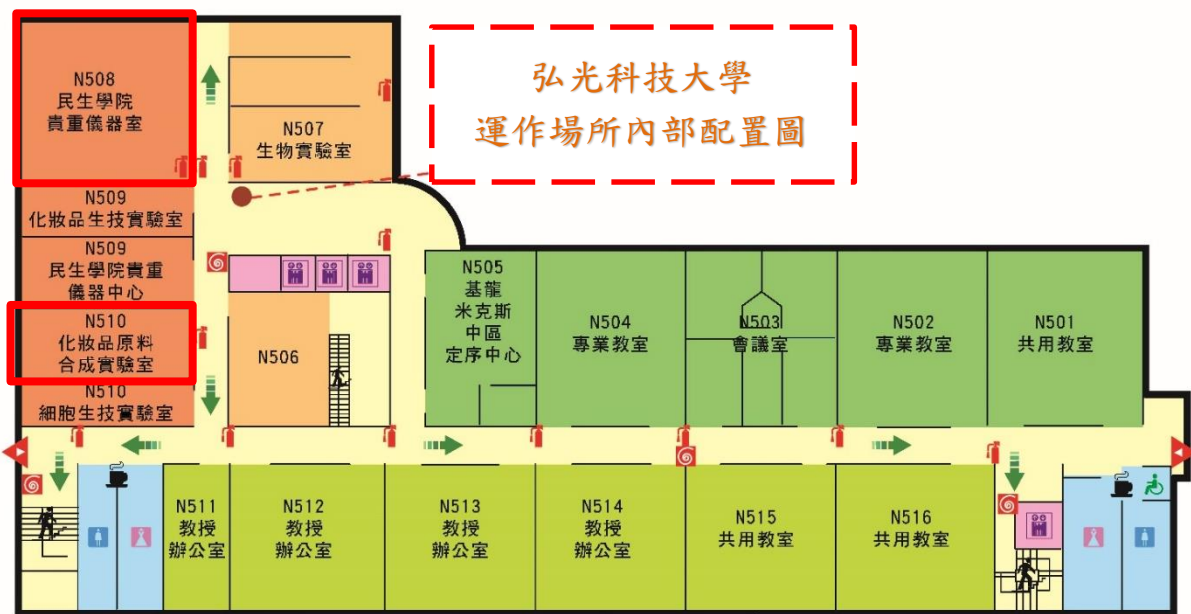 弘光科技大學
運作場所內部配置圖
N508
民生學院
貴重儀器室
N507
生物實驗室
N509
化妝品生技實驗室
N509
民生學院貴重
儀器中心
N510
化妝品原料
合成實驗室
N510
細胞生技實驗室
N506
N505
基龍
米克斯
中區
定序中心
N504
專業教室
N503
會議室
N502
專業教室
N501
共用教室
N511
教授
辦公室
N512
教授
辦公室
N513
教授
辦公室
N514
教授
辦公室
N515
共用教室
N516
共用教室